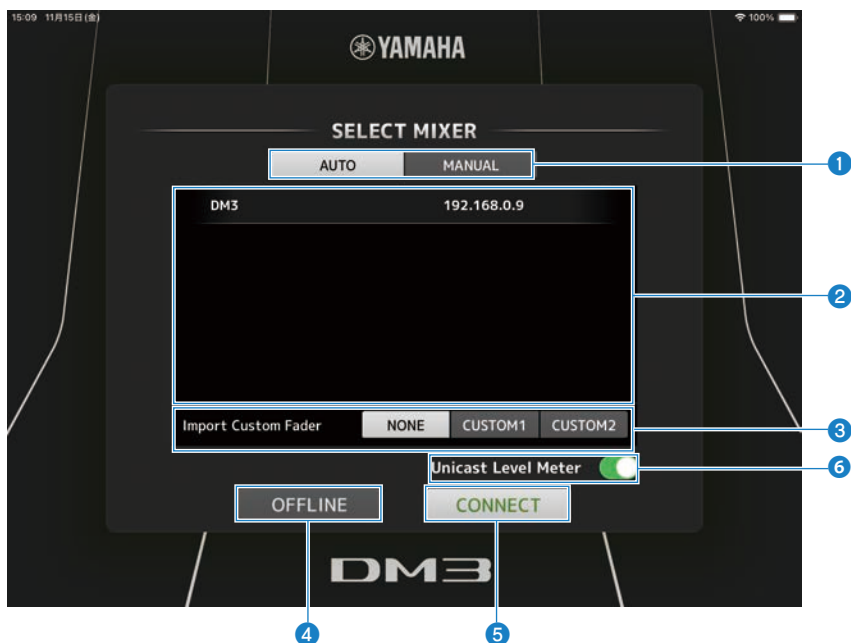 15:09 11月15日(金) 100%
YAMAHA
SELECT MIXER
AUTO MANUAL 1
DM3 192.168.0.9
2
Import Custom Fader NONE CUSTOM1 CUSTOM2 3
Unicast Level Meter 6
OFFLINE CONNECT
DM3
4 5